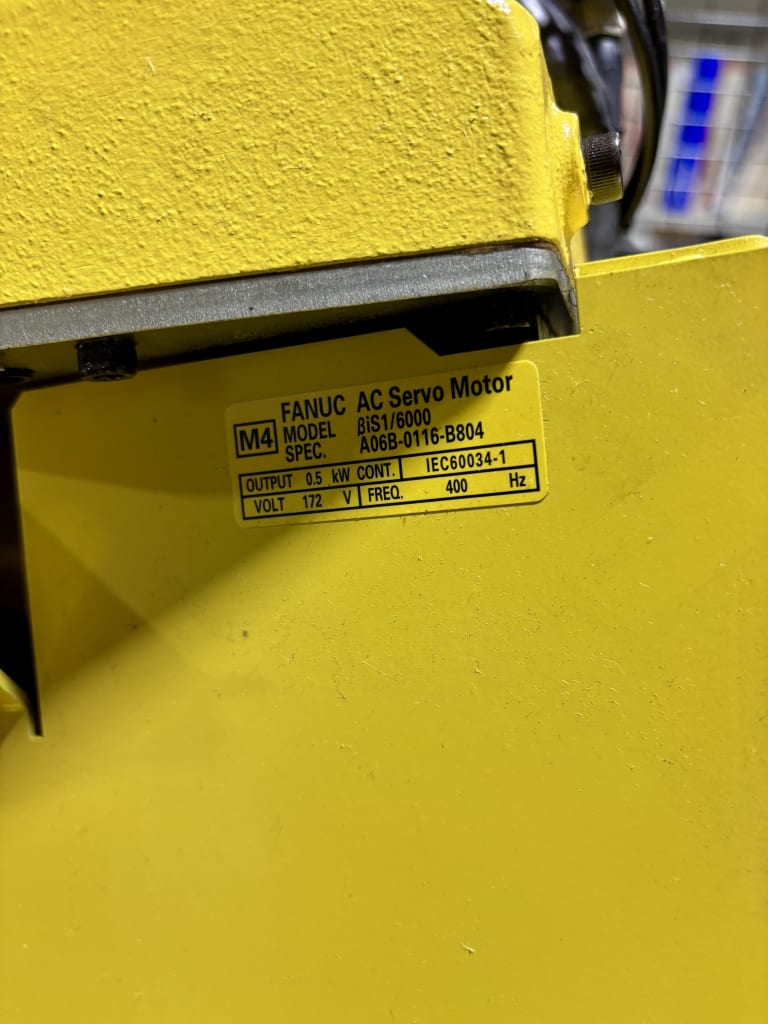 M4
FANUC AC Servo Motor
MODEL βiS1/6000
SPEC. A06B-0116-B804
OUTPUT 0.5 kW CONT. IEC60034-1
VOLT 172 V FREQ. 400 Hz